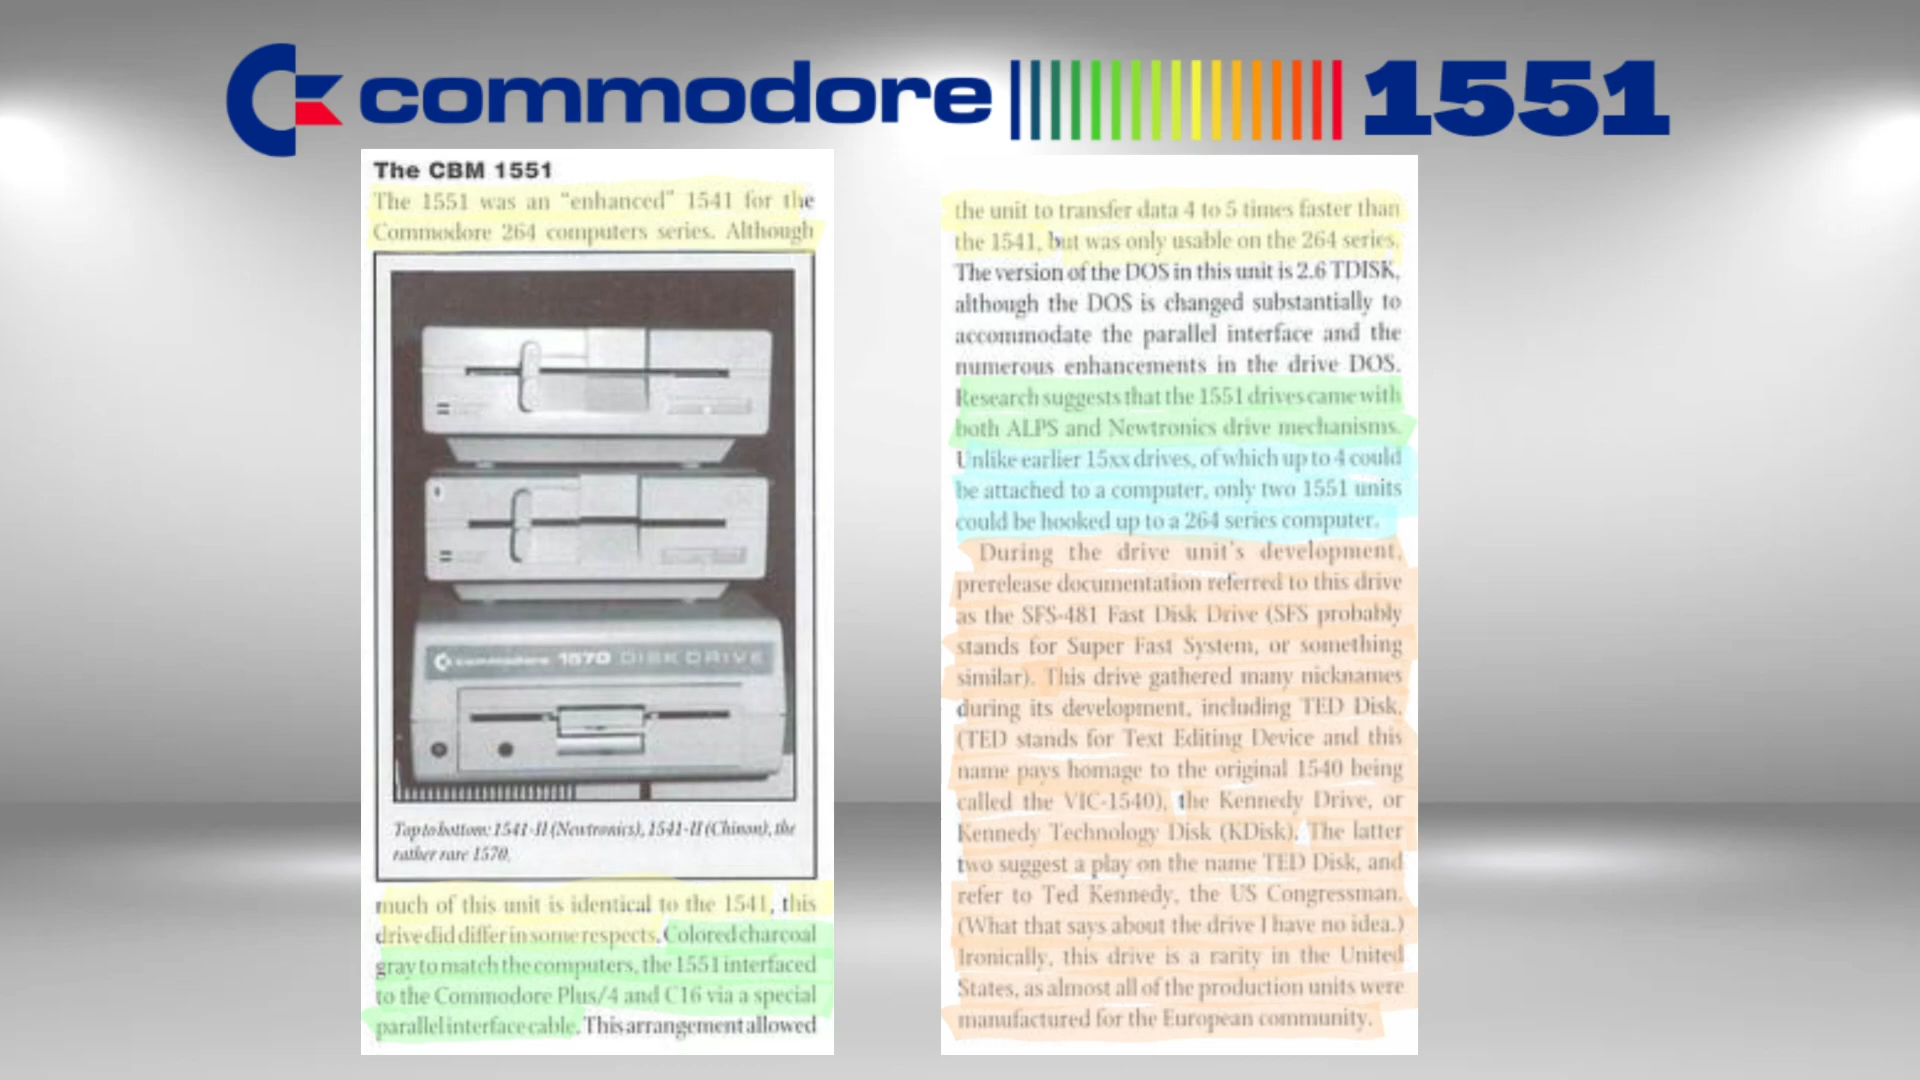 commodore 1551
The CBM 1551
The 1551 was an “enhanced” 1541 for the
Commodore 264 computers series. Although
commodore 1570 DISK DRIVE
Top to bottom: 1541-II (Newtronics), 1541-II (Chinon), the
rather rare 1570.
much of this unit is identical to the 1541, this
drive did differ in some respects. Colored charcoal
gray to match the computers, the 1551 interfaced
to the Commodore Plus/4 and C16 via a special
parallel interface cable. This arrangement allowed
the unit to transfer data 4 to 5 times faster than
the 1541, but was only usable on the 264 series.
The version of the DOS in this unit is 2.6 TDISK,
although the DOS is changed substantially to
accommodate the parallel interface and the
numerous enhancements in the drive DOS.
Research suggests that the 1551 drives came with
both ALPS and Newtronics drive mechanisms.
Unlike earlier 15xx drives, of which up to 4 could
be attached to a computer, only two 1551 units
could be hooked up to a 264 series computer.
During the drive unit's development,
prerelease documentation referred to this drive
as the SFS-481 Fast Disk Drive (SFS probably
stands for Super Fast System, or something
similar). This drive gathered many nicknames
during its development, including TED Disk,
(TED stands for Text Editing Device and this
name pays homage to the original 1540 being
called the VIC-1540), the Kennedy Drive, or
Kennedy Technology Disk (KDisk). The latter
two suggest a play on the name TED Disk, and
refer to Ted Kennedy, the US Congressman.
(What that says about the drive I have no idea.)
Ironically, this drive is a rarity in the United
States, as almost all of the production units were
manufactured for the European community.